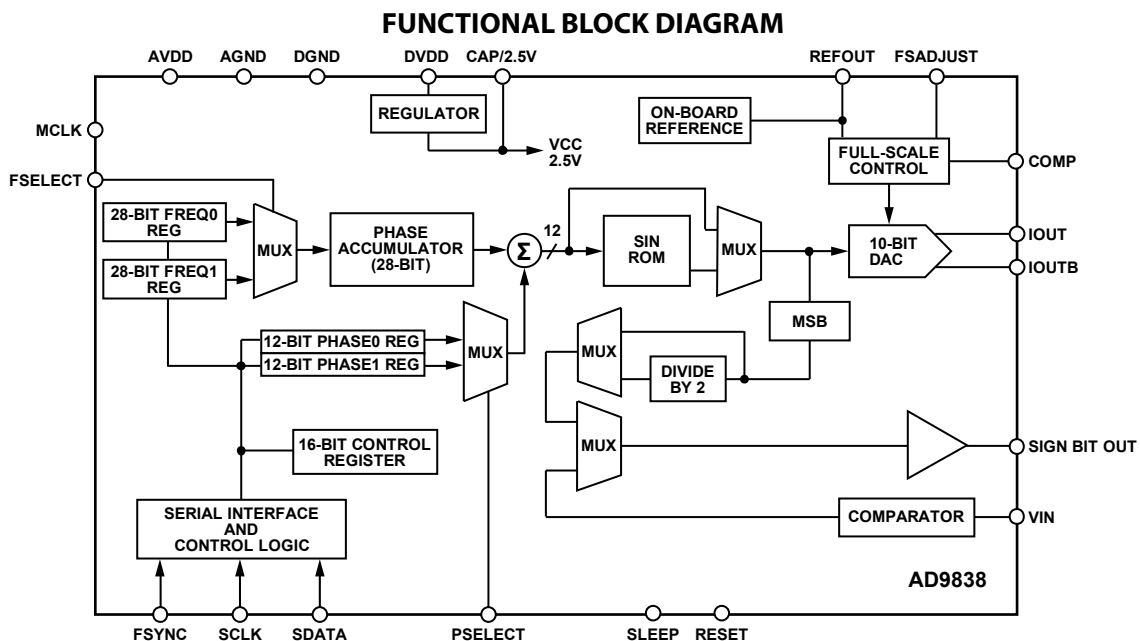 FUNCTIONAL BLOCK DIAGRAM
AVDD
AGND
DGND
DVDD
CAP/2.5V
REFOUT
FSADJUST
REGULATOR
VCC
2.5V
ON-BOARD
REFERENCE
FULL-SCALE
CONTROL
COMP
MCLK
FSELECT
28-BIT FREQ0
REG
28-BIT FREQ1
REG
MUX
PHASE
ACCUMULATOR
(28-BIT)
Σ
12
SIN
ROM
MUX
10-BIT
DAC
IOUT
IOUTB
MSB
12-BIT PHASE0 REG
12-BIT PHASE1 REG
MUX
MUX
DIVIDE
BY 2
16-BIT CONTROL
REGISTER
MUX
SIGN BIT OUT
SERIAL INTERFACE
AND
CONTROL LOGIC
COMPARATOR
VIN
AD9838
FSYNC
SCLK
SDATA
PSELECT
SLEEP
RESET